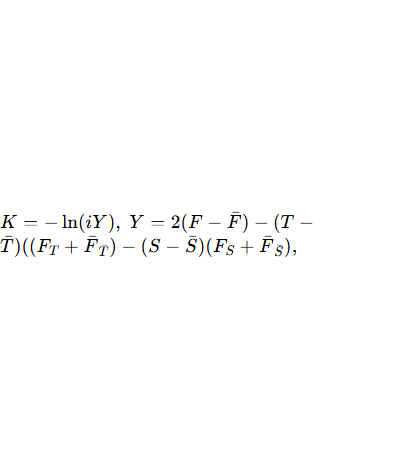 K = − ln(iY), Y = 2(F − F̄) − (T −
T̄)((F_T + F̄_T̄) − (S − S̄)(F_S + F̄_S̄),